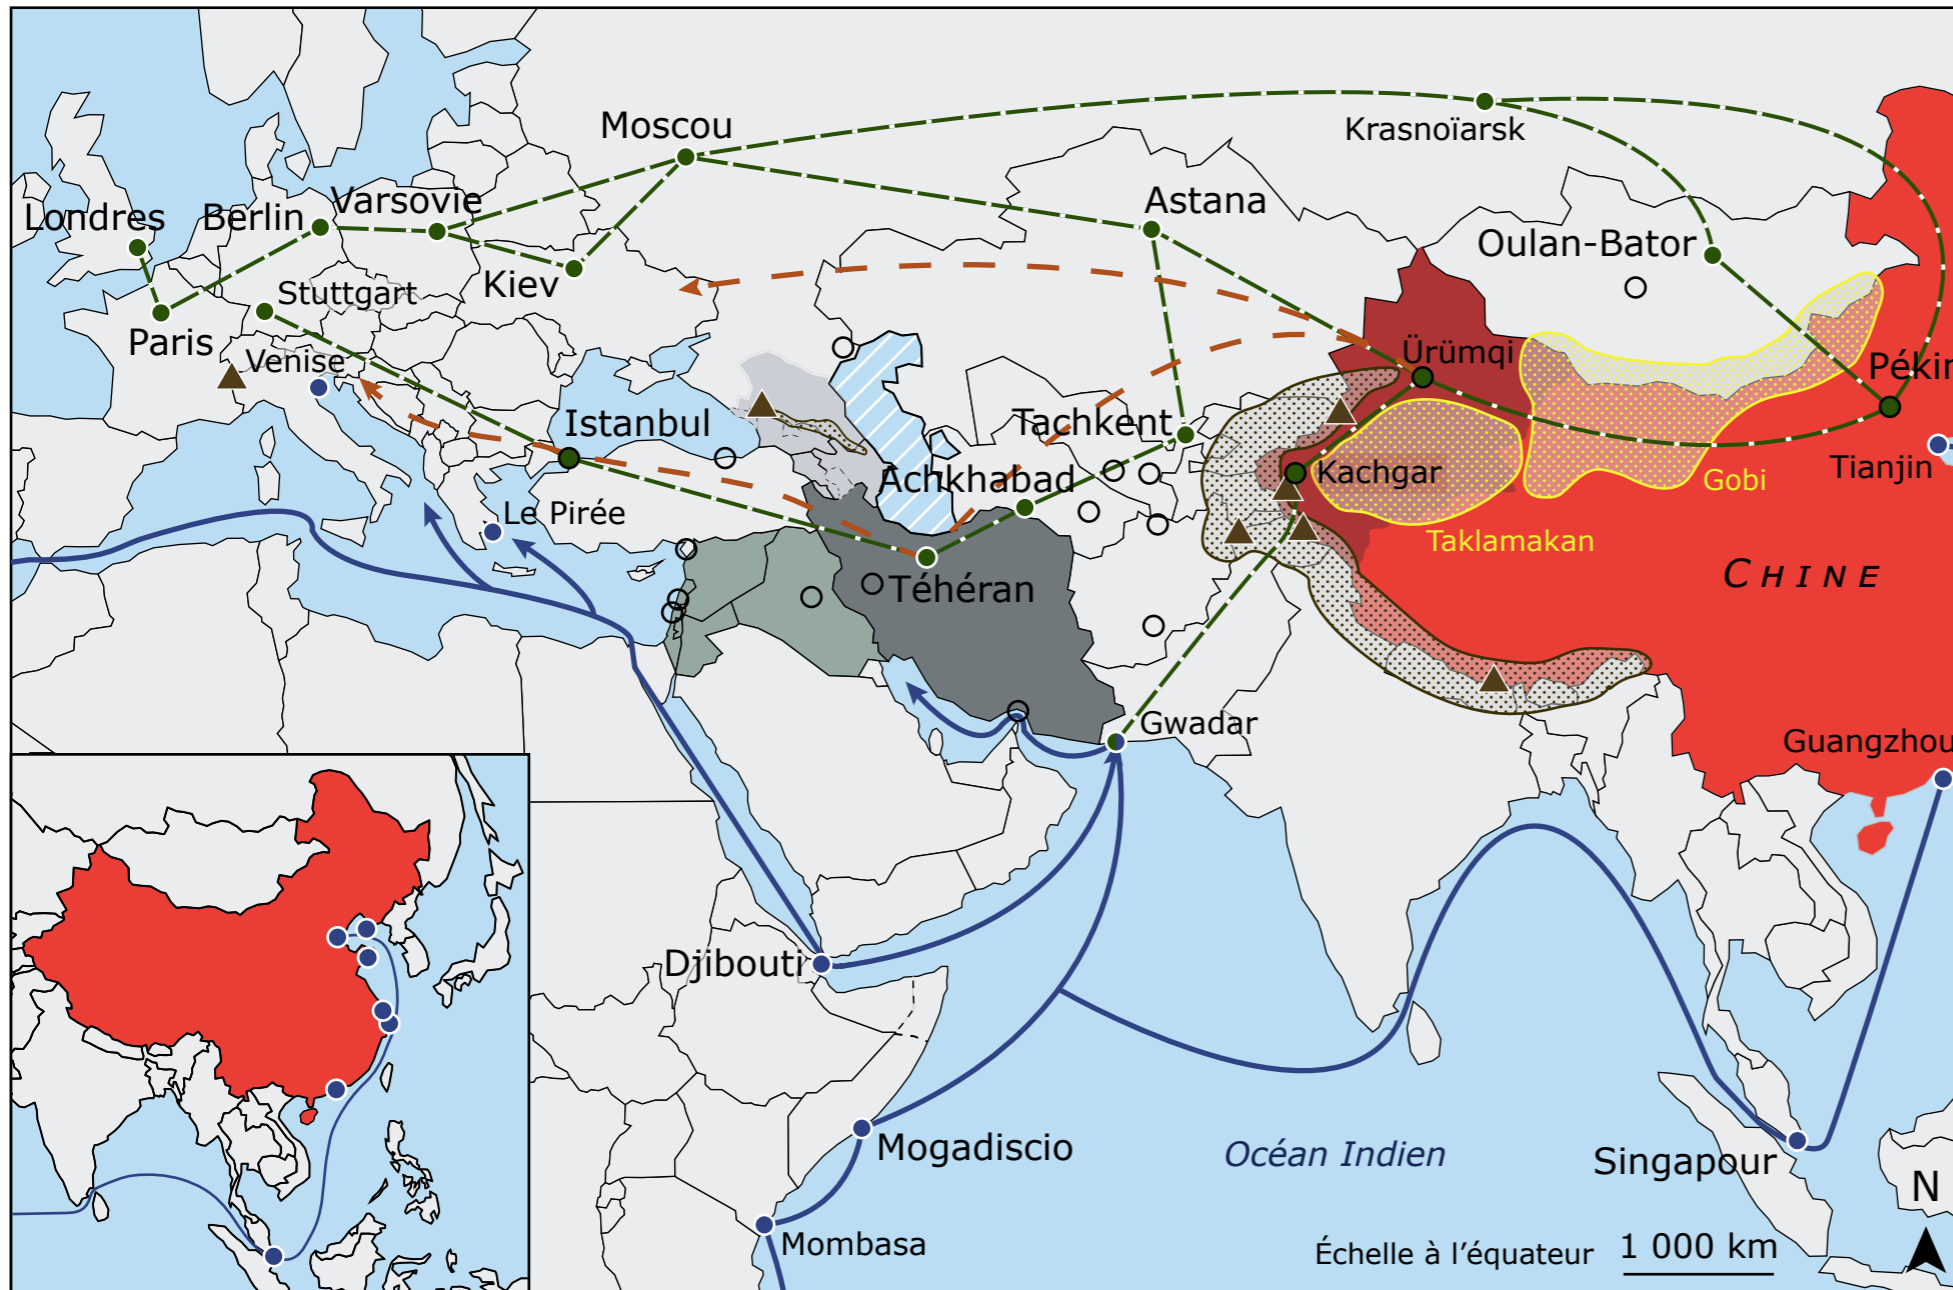 Moscou
Krasnoïarsk
Londres
Berlin
Varsovie
Astana
Oulan-Bator
Kiev
Stuttgart
Paris
Venise
Ürümqi
Pékin
Istanbul
Tachkent
Tianjin
Achkhabad
Kachgar
Gobi
Le Pirée
Taklamakan
CHINE
Téhéran
Gwadar
Guangzhou
Djibouti
Mogadiscio
Océan Indien
Singapour
N
Mombasa
Échelle à l'équateur
1 000 km